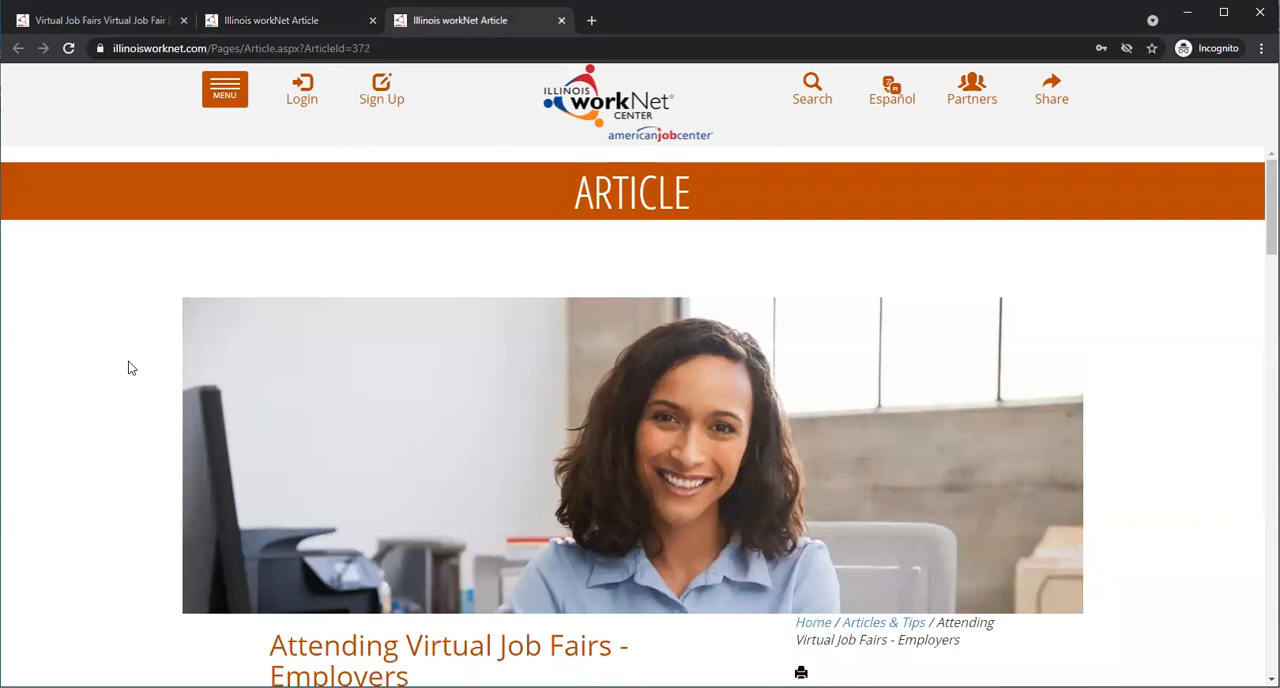 Virtual Job Fairs Virtual Job Fair |
Illinois workNet Article
Illinois workNet Article
illinoisworknet.com/Pages/Article.aspx?ArticleId=372
Incognito
MENU
Login
Sign Up
ILLINOIS
workNet®
CENTER
americanjobcenter®
Search
Español
Partners
Share
ARTICLE
Attending Virtual Job Fairs -
Employers
Home / Articles & Tips / Attending
Virtual Job Fairs - Employers